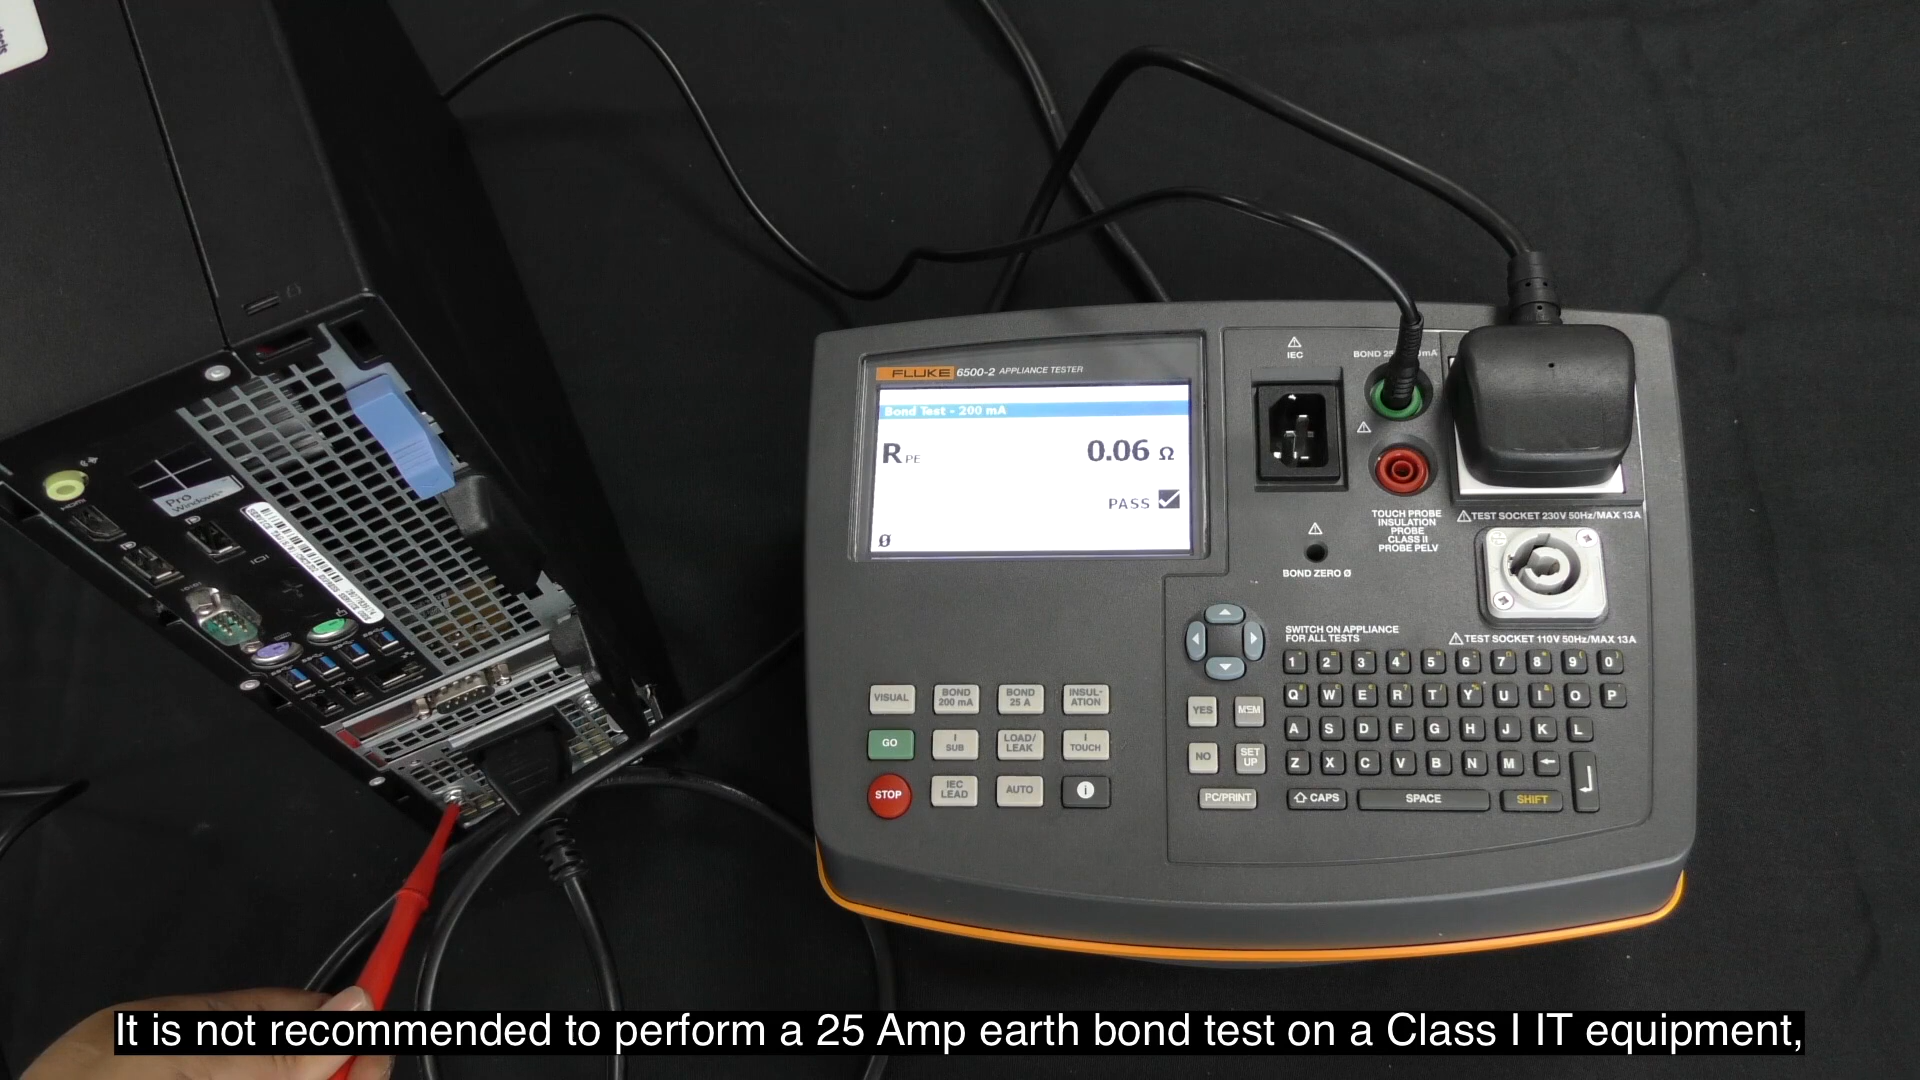 FLUKE 6500-2 APPLIANCE TESTER
Bond Test - 200 mA
R PE 0.06 Ω
PASS
IEC
TOUCH PROBE
INSULATION
PROBE
CLASS II
PROBE PELV
BOND ZERO Ø
TEST SOCKET 230V 50Hz/MAX 13A
TEST SOCKET 110V 50Hz/MAX 13A
SWITCH ON APPLIANCE
FOR ALL TESTS
VISUAL
BOND
200 mA
BOND
25 A
INSUL-
ATION
GO
I
SUB
LOAD/
LEAK
I
TOUCH
STOP
IEC
LEAD
AUTO
i
YES
MEM
NO
SET
UP
PC/PRINT
1 2 3 4 5 6 7 8 9 0
Q W E R T Y U I O P
A S D F G H J K L
Z X C V B N M
CAPS SPACE SHIFT
Pro
Windows
It is not recommended to perform a 25 Amp earth bond test on a Class I IT equipment,